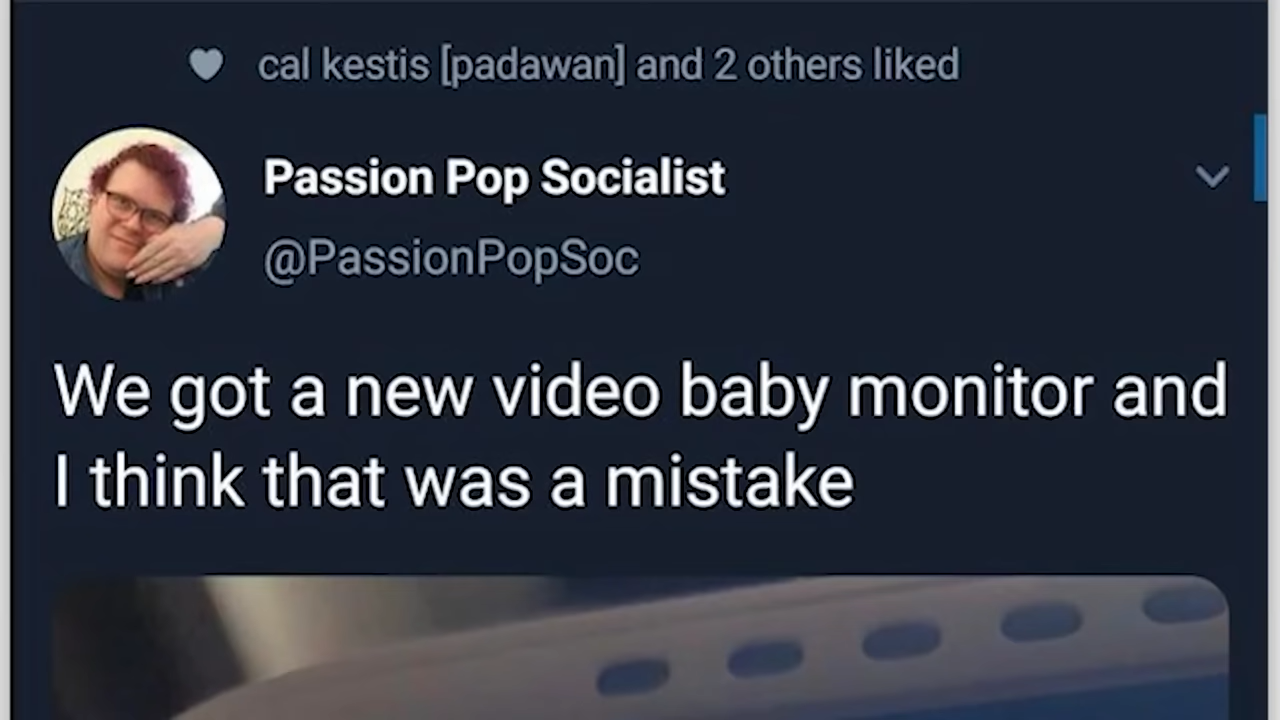 cal kestis [padawan] and 2 others liked
Passion Pop Socialist
@PassionPopSoc
We got a new video baby monitor and
I think that was a mistake